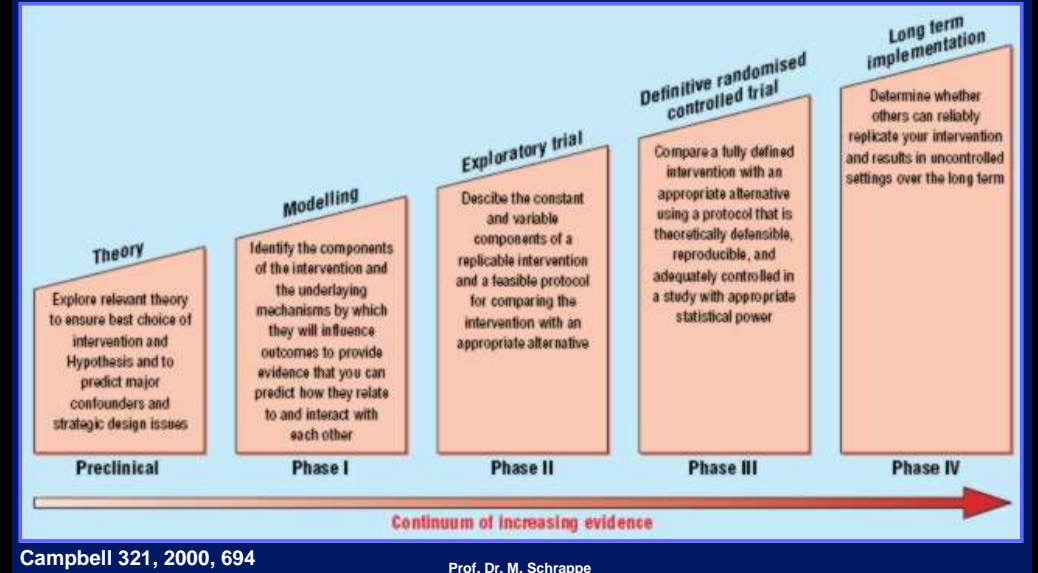 Theory
Explore relevant theory
to ensure best choice of
intervention and
Hypothesis and to
predict major
confounders and
strategic design issues
Preclinical
Modelling
Identify the components
of the intervention and
the underlaying
mechanisms by which
they will influence
outcomes to provide
evidence that you can
predict how they relate
to and interact with
each other
Phase I
Exploratory trial
Descibe the constant
and variable
components of a
replicable intervention
and a feasible protocol
for comparing the
intervention with an
appropriate alternative
Phase II
Definitive randomised
controlled trial
Compare a fully defined
intervention with an
appropriate alternative
using a protocol that is
theoretically defensible,
reproducible, and
adequately controlled in
a study with appropriate
statistical power
Phase III
Long term
implementation
Determine whether
others can reliably
replicate your intervention
and results in uncontrolled
settings over the long term
Phase IV
Continuum of increasing evidence
Campbell 321, 2000, 694
Prof. Dr. M. Schrappe